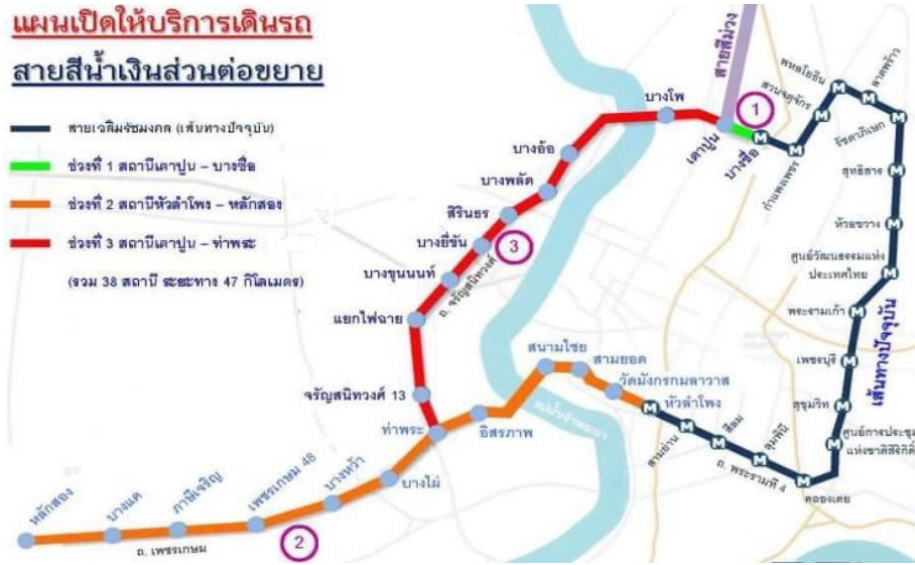 แผนเปิดให้บริการเดินรถ
สายสีน้ำเงินส่วนต่อขยาย
สายเฉลิมรัชมงคล (เส้นทางปัจจุบัน)
ช่วงที่ 1 สถานีเตาปูน – บางซื่อ
ช่วงที่ 2 สถานีหัวลำโพง – หลักสอง
ช่วงที่ 3 สถานีเตาปูน – ท่าพระ
(รวม 38 สถานี ระยะทาง 47 กิโลเมตร)
สายสีม่วง
1
บางโพ
เตาปูน
บางซื่อ
กำแพงเพชร
สวนจตุจักร
พหลโยธิน
ลาดพร้าว
รัชดาภิเษก
สุทธิสาร
ห้วยขวาง
ศูนย์วัฒนธรรมแห่ง
ประเทศไทย
พระรามเก้า
เพชรบุรี
สุขุมวิท
ศูนย์การประชุม
แห่งชาติสิริกิติ์
เส้นทางปัจจุบัน
คลองเตย
ลุมพินี
สีลม
สามย่าน
ถ. พระรามที่ 4
หัวลำโพง
วัดมังกรกมลาวาส
สามยอด
สนามไชย
แม่น้ำเจ้าพระยา
อิสรภาพ
ท่าพระ
บางอ้อ
บางพลัด
สิรินธร
บางยี่ขัน
3
บางขุนนนท์
ถ. จรัญสนิทวงศ์
แยกไฟฉาย
จรัญสนิทวงศ์ 13
บางไผ่
บางหว้า
เพชรเกษม 48
ภาษีเจริญ
บางแค
หลักสอง
ถ. เพชรเกษม
2